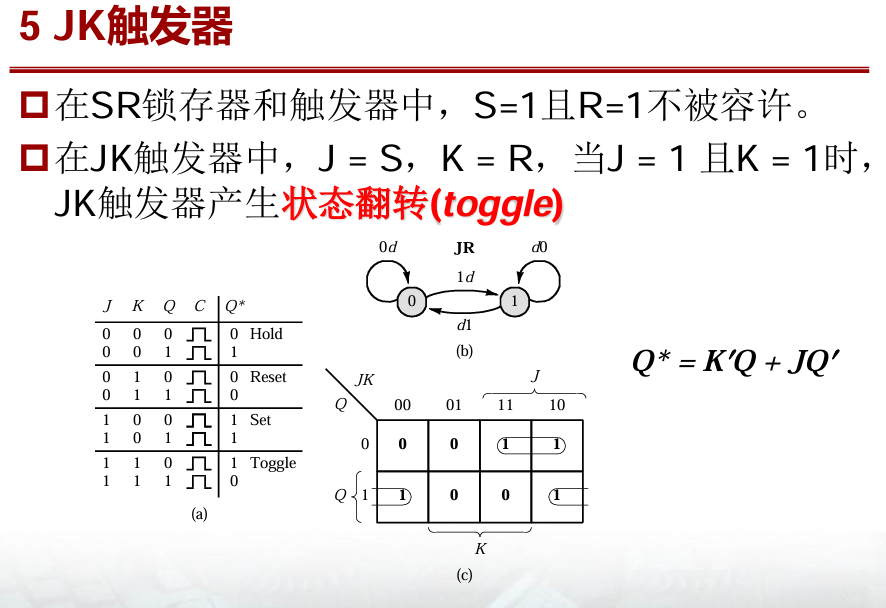 5 JK触发器
在SR锁存器和触发器中，S=1且R=1不被容许。
在JK触发器中，J = S，K = R，当J = 1 且K = 1时，
JK触发器产生状态翻转(toggle)
0d JR d0
1d
0 1
d1
(b)
J K Q C Q*
0 0 0 0 Hold
0 0 1 1
0 1 0 0 Reset
0 1 1 0
1 0 0 1 Set
1 0 1 1
1 1 0 1 Toggle
1 1 1 0
(a)
Q* = K′Q + JQ′
JK J
Q 00 01 11 10
0 0 0 1 1
Q 1 1 0 0 1
K
(c)